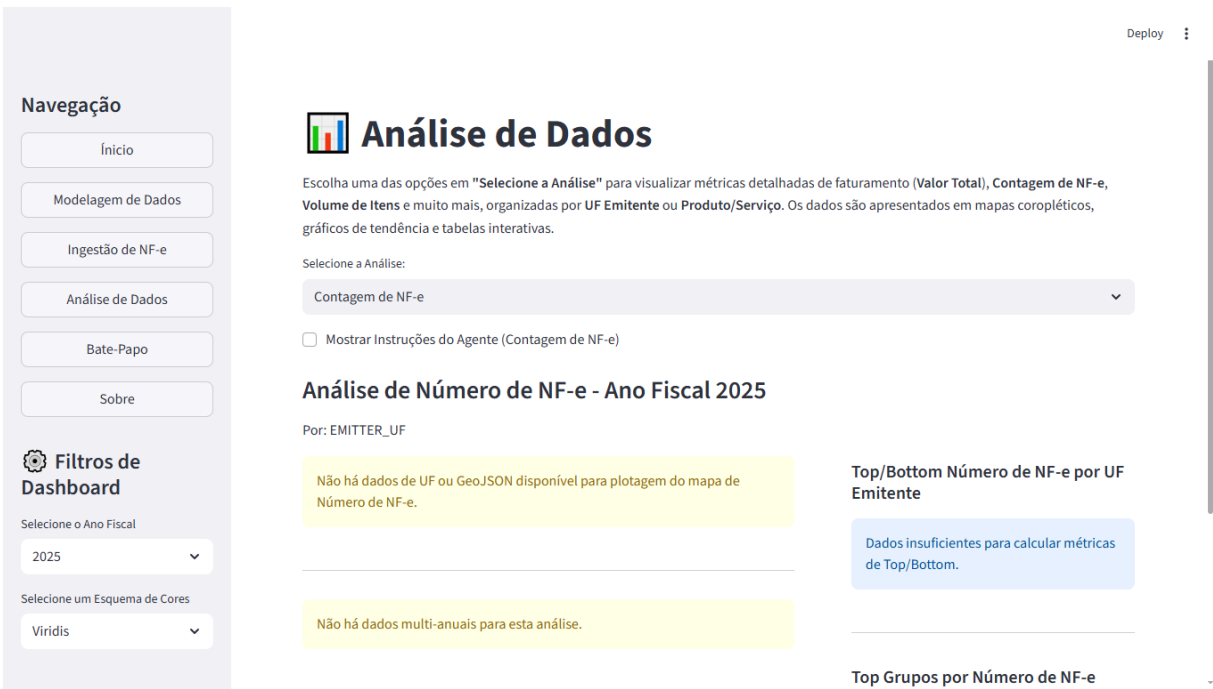 Deploy
Navegação
Ínicio
Modelagem de Dados
Ingestão de NF-e
Análise de Dados
Bate-Papo
Sobre
Filtros de
Dashboard
Selecione o Ano Fiscal
2025
Selecione um Esquema de Cores
Viridis
Análise de Dados
Escolha uma das opções em "Selecione a Análise" para visualizar métricas detalhadas de faturamento (Valor Total), Contagem de NF-e,
Volume de Itens e muito mais, organizadas por UF Emitente ou Produto/Serviço. Os dados são apresentados em mapas coropléticos,
gráficos de tendência e tabelas interativas.
Selecione a Análise:
Contagem de NF-e
Mostrar Instruções do Agente (Contagem de NF-e)
Análise de Número de NF-e - Ano Fiscal 2025
Por: EMITTER_UF
Não há dados de UF ou GeoJSON disponível para plotagem do mapa de
Número de NF-e.
Não há dados multi-anuais para esta análise.
Top/Bottom Número de NF-e por UF
Emitente
Dados insuficientes para calcular métricas
de Top/Bottom.
Top Grupos por Número de NF-e